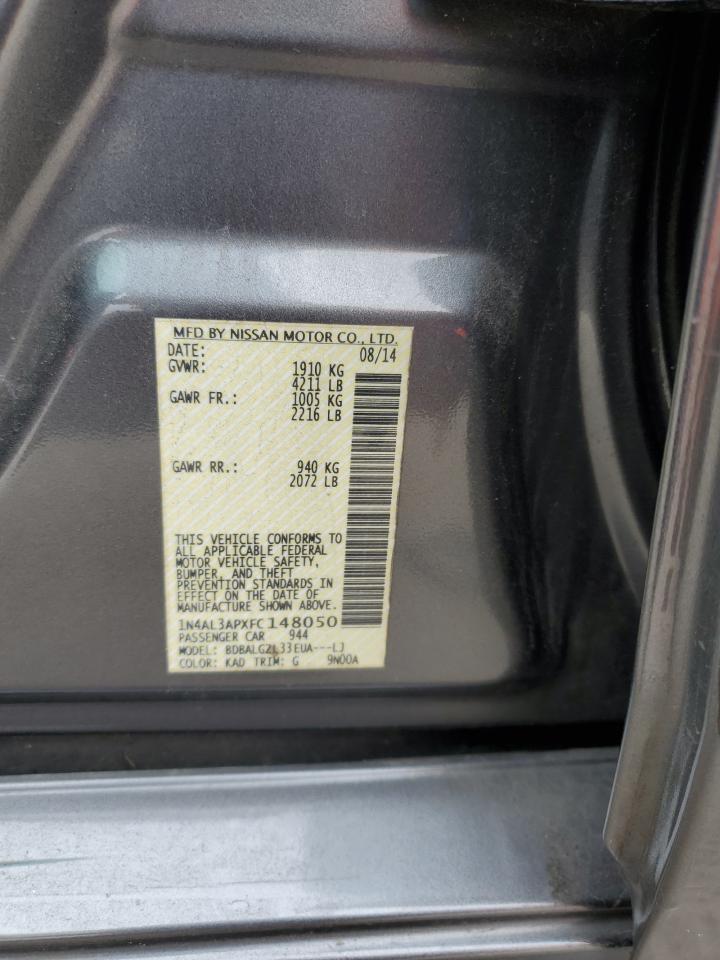 MFD BY NISSAN MOTOR CO., LTD.
DATE: 08/14
GVWR: 1910 KG
4211 LB
GAWR FR.: 1005 KG
2216 LB
GAWR RR.: 940 KG
2072 LB
THIS VEHICLE CONFORMS TO
ALL APPLICABLE FEDERAL
MOTOR VEHICLE SAFETY,
BUMPER, AND THEFT
PREVENTION STANDARDS IN
EFFECT ON THE DATE OF
MANUFACTURE SHOWN ABOVE.
1N4AL3APXFC148050
PASSENGER CAR 944
MODEL: BDBALGZL33EUA---LJ
COLOR: KAD TRIM: G 9N00A